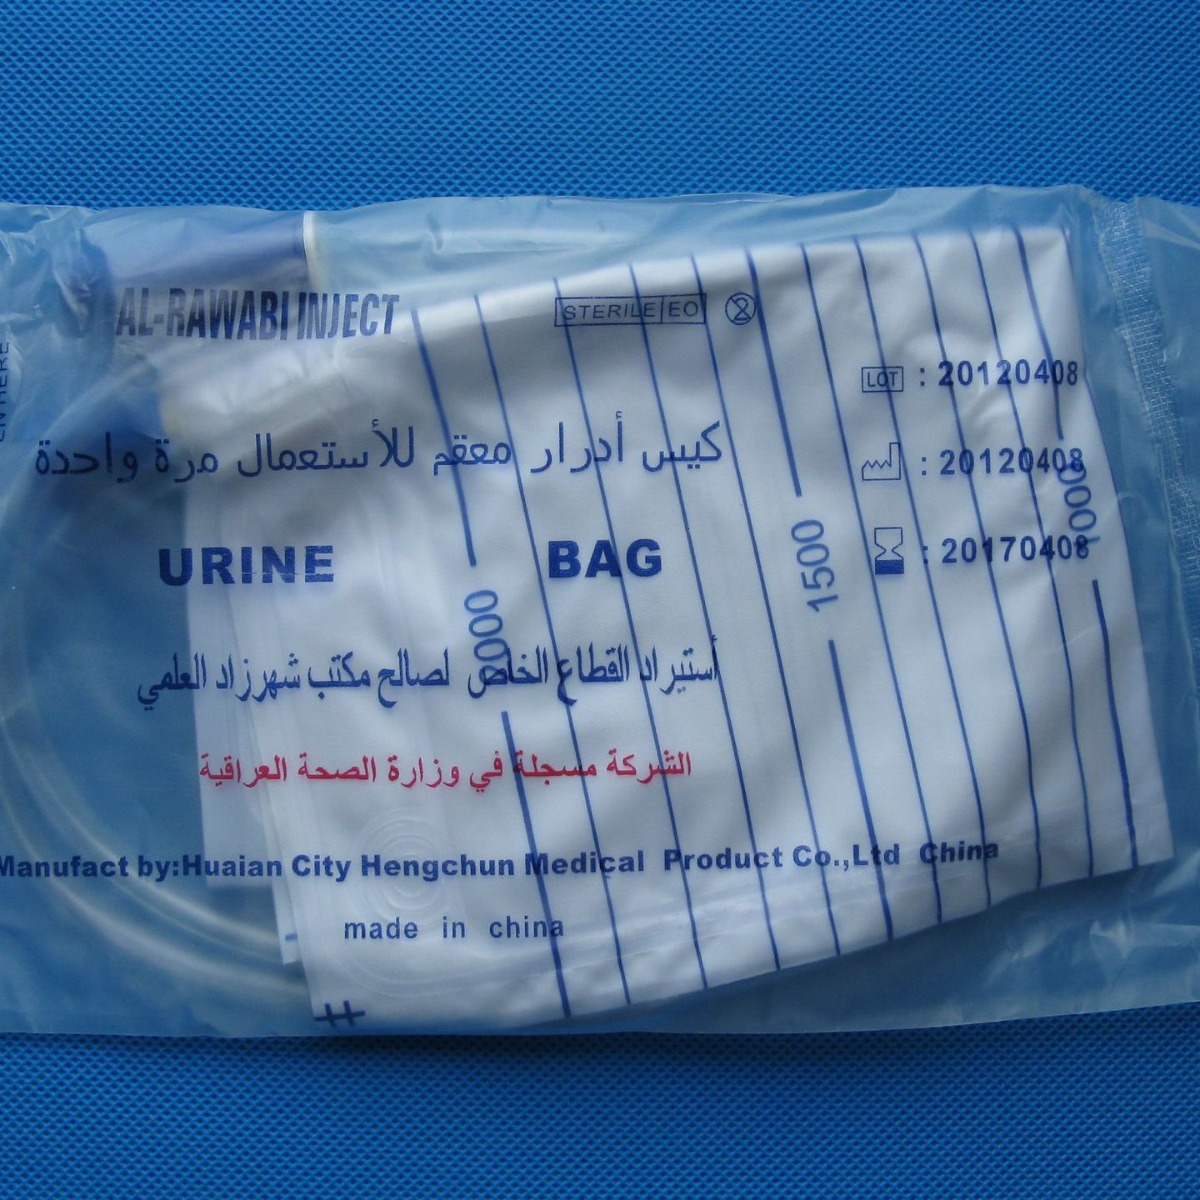 AL-RAWABI INJECT
STERILE EO
LOT : 20120408
كيس أدرار معقم للأستعمال مرة واحدة
: 20120408
URINE BAG
: 20170408
1000
1500
2000
أستيراد القطاع الخاص لصالح مكتب شهرزاد العلمي
الشركة مسجلة في وزارة الصحة العراقية
Manufact by:Huaian City Hengchun Medical Product Co.,Ltd China
made in china